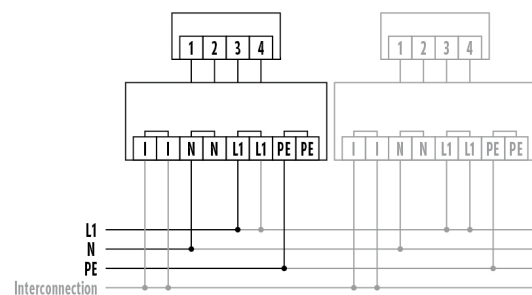 1 2 3 4 1 2 3 4
I I N N L1 L1 PE PE I I N N L1 L1 PE PE
L1
N
PE
Interconnection